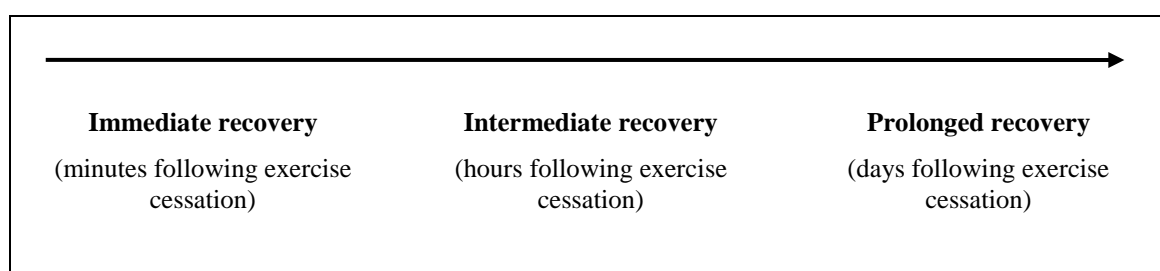 Immediate recovery
Intermediate recovery
Prolonged recovery
(minutes following exercise
cessation)
(hours following exercise
cessation)
(days following exercise
cessation)